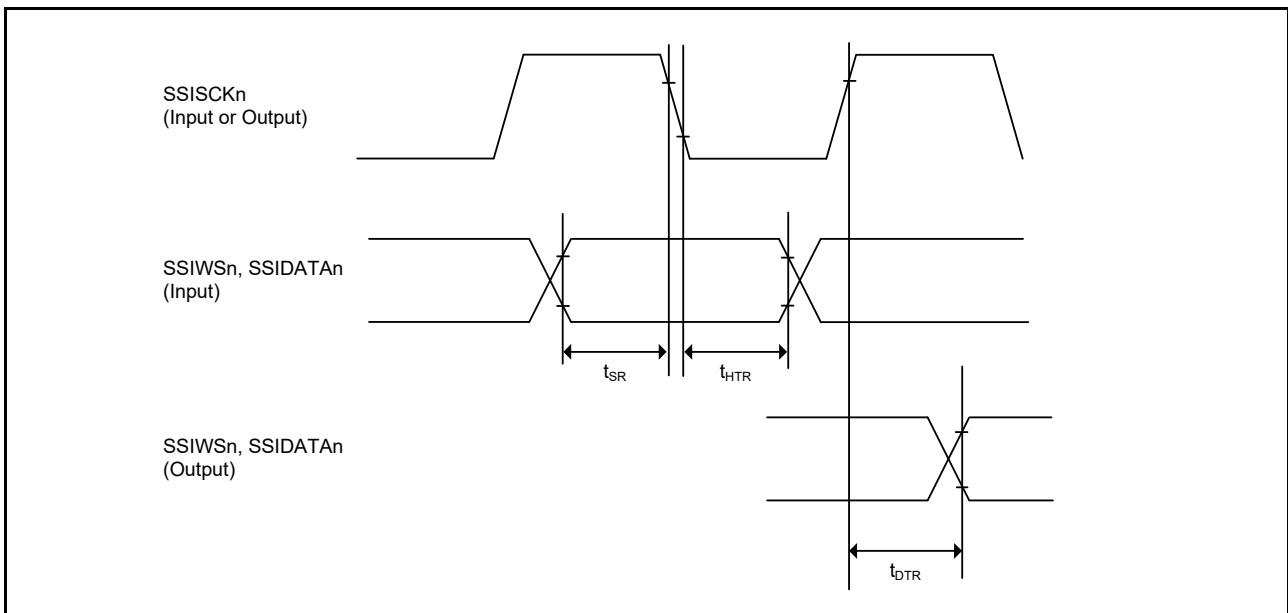 SSISCKn
(Input or Output)
SSIWSn, SSIDATAn
(Input)
tSR
tHTR
SSIWSn, SSIDATAn
(Output)
tDTR